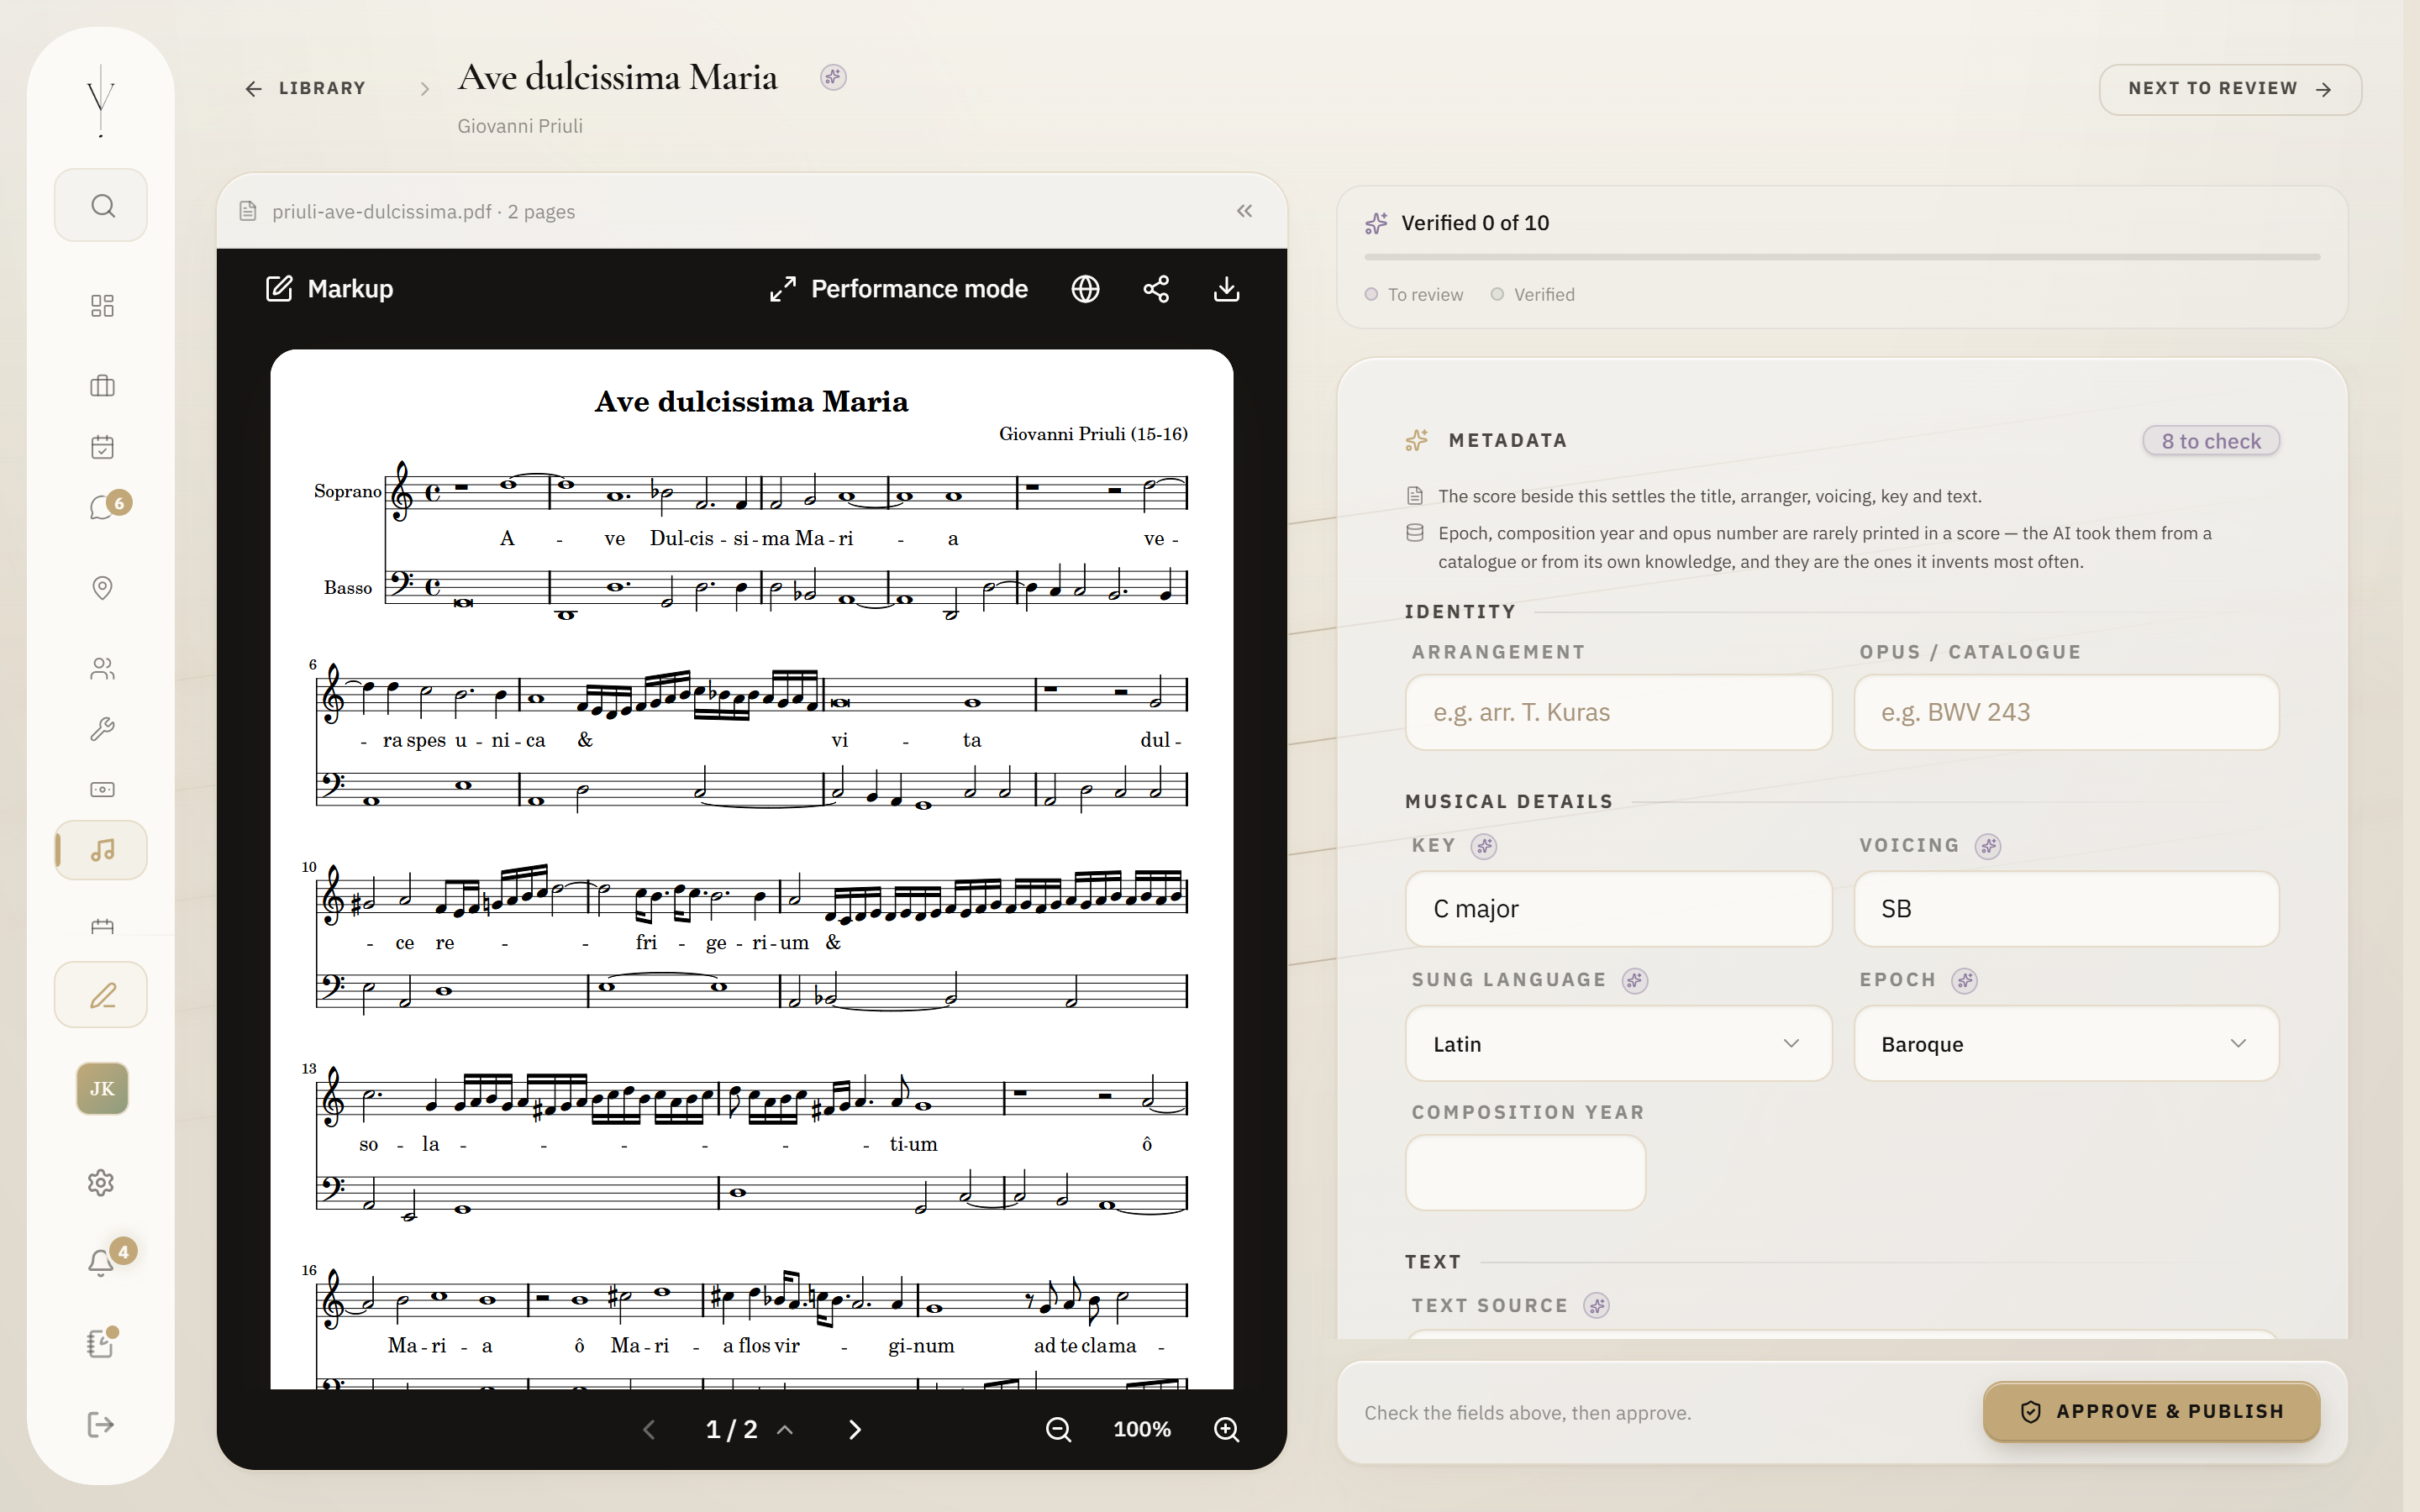 LIBRARY
Ave dulcissima Maria
Giovanni Priuli
NEXT TO REVIEW
priuli-ave-dulcissima.pdf · 2 pages
Markup
Performance mode
Ave dulcissima Maria
Giovanni Priuli (15-16)
Soprano
A - ve Dul-cis - si - ma Ma - ri - a ve -
Basso
6
- ra spes u - ni - ca & vi - ta dul -
10
- ce re - - fri - ge - ri - um &
13
so - la - - - - - - ti-um ô
16
Ma - ri - a ô Ma - ri - a flos vir - gi-num ad te clama -
1 / 2
100%
6
JK
4
Verified 0 of 10
To review
Verified
METADATA
8 to check
The score beside this settles the title, arranger, voicing, key and text.
Epoch, composition year and opus number are rarely printed in a score — the AI took them from a
catalogue or from its own knowledge, and they are the ones it invents most often.
IDENTITY
ARRANGEMENT
OPUS / CATALOGUE
e.g. arr. T. Kuras
e.g. BWV 243
MUSICAL DETAILS
KEY
VOICING
C major
SB
SUNG LANGUAGE
EPOCH
Latin
Baroque
COMPOSITION YEAR
TEXT
TEXT SOURCE
Check the fields above, then approve.
APPROVE & PUBLISH